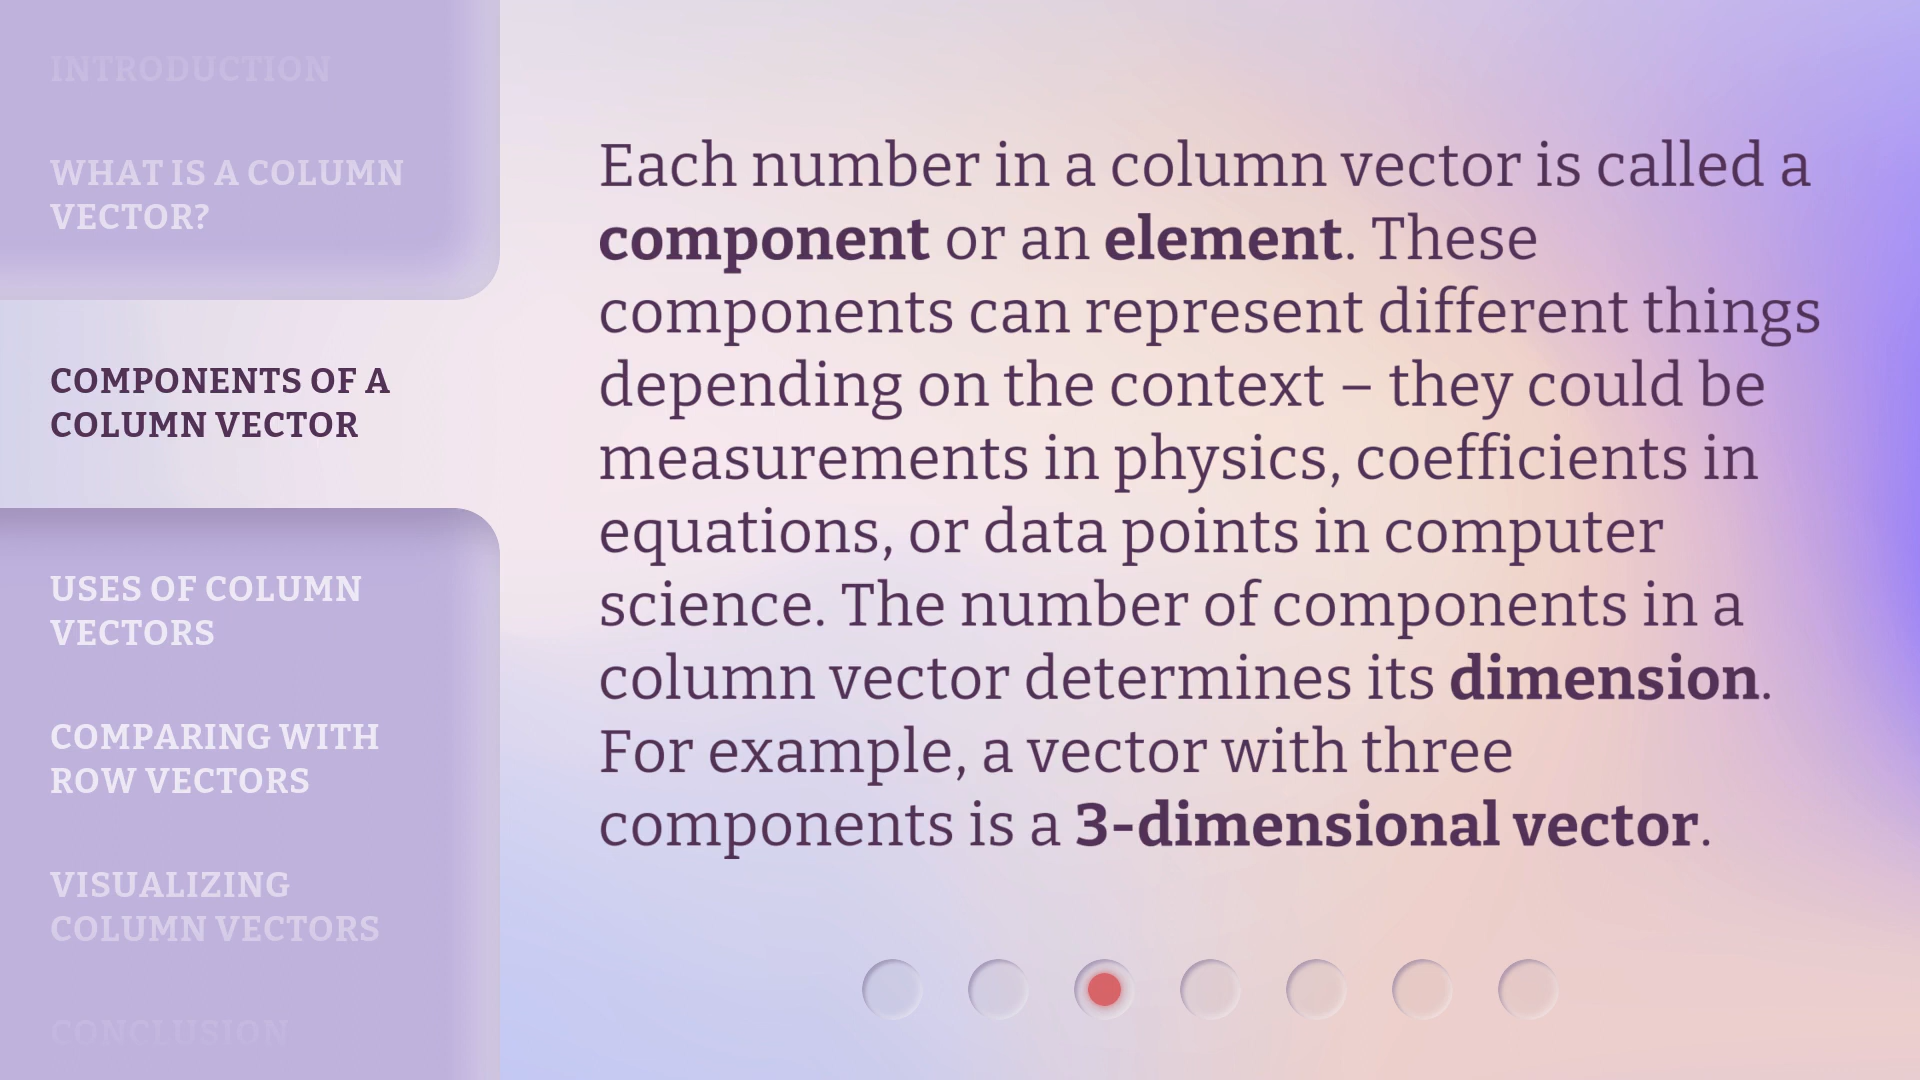 INTRODUCTION
WHAT IS A COLUMN
VECTOR?
COMPONENTS OF A
COLUMN VECTOR
USES OF COLUMN
VECTORS
COMPARING WITH
ROW VECTORS
VISUALIZING
COLUMN VECTORS
CONCLUSION
Each number in a column vector is called a
component or an element. These
components can represent different things
depending on the context – they could be
measurements in physics, coefficients in
equations, or data points in computer
science. The number of components in a
column vector determines its dimension.
For example, a vector with three
components is a 3-dimensional vector.